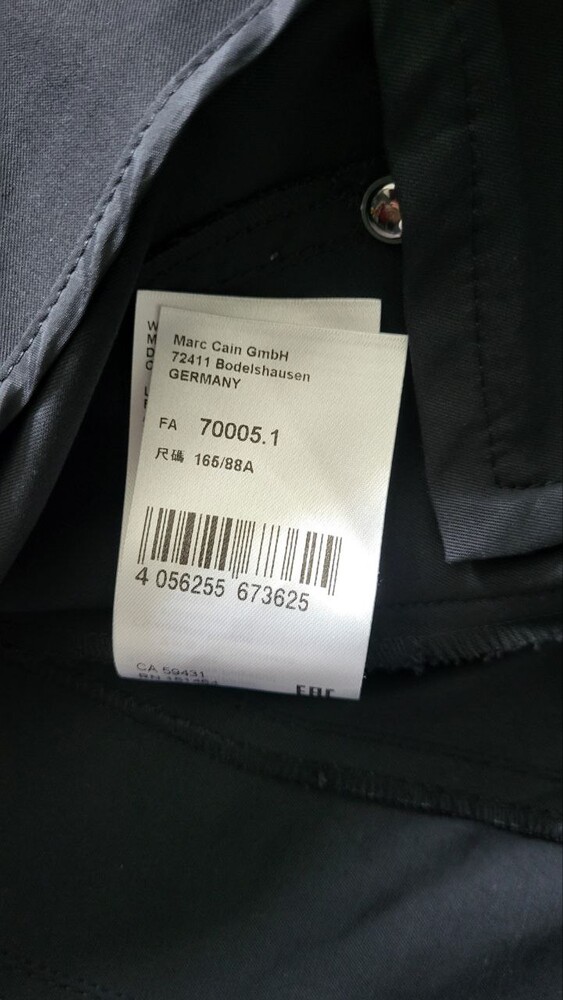 Marc Cain GmbH
72411 Bodelshausen
GERMANY
FA 70005.1
尺碼 165/88A
4 056255 673625
CA 59431
EAC